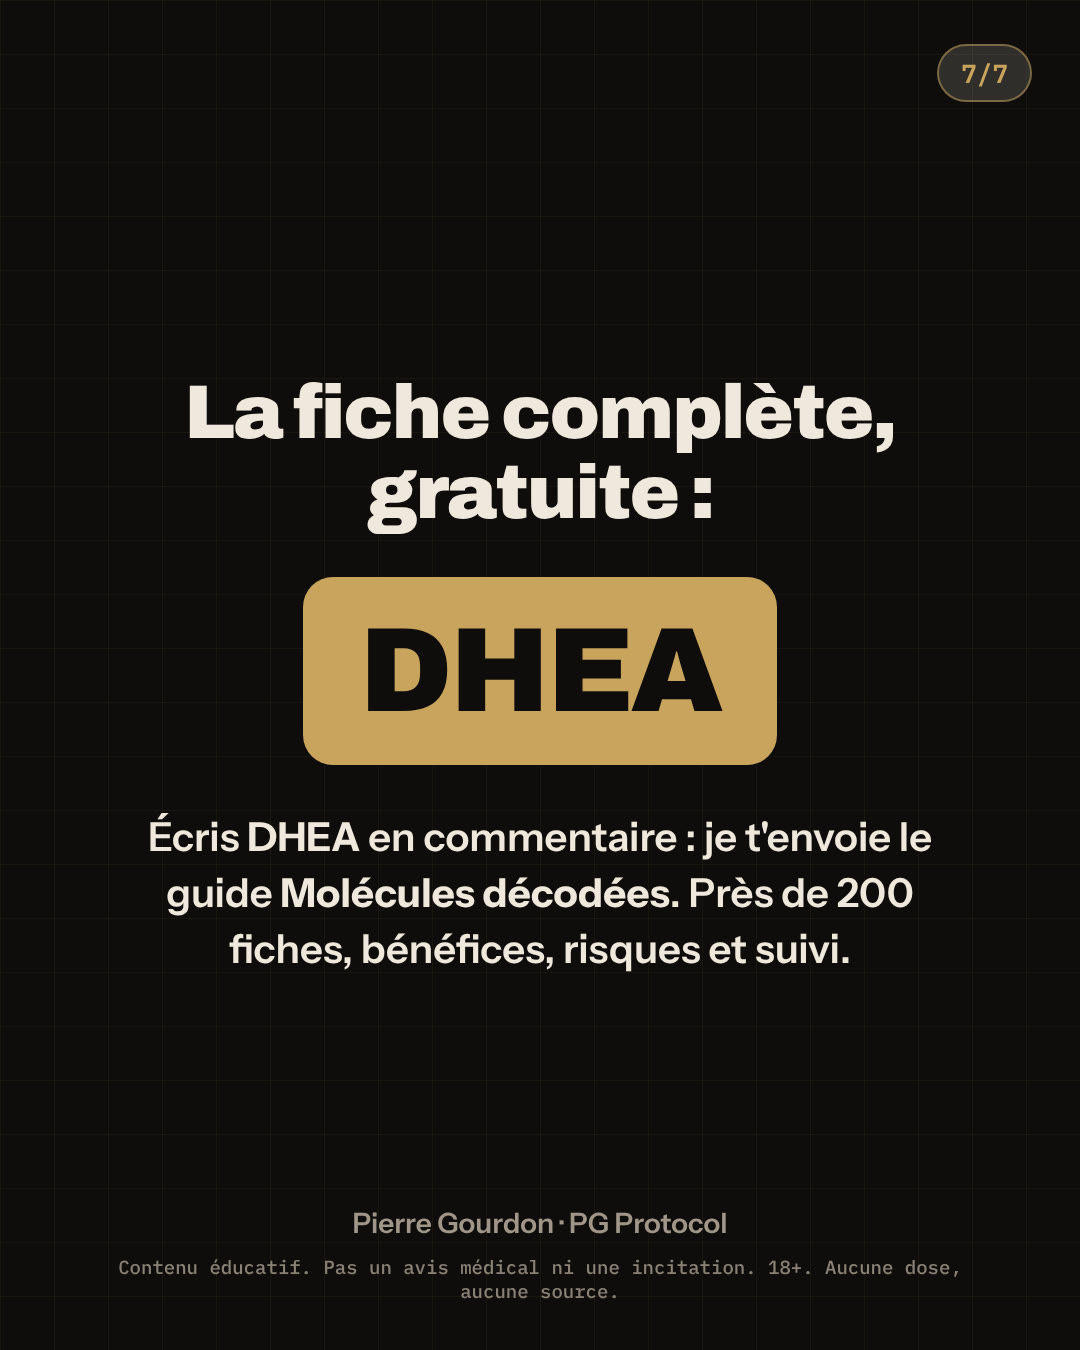 7/7
La fiche complète,
gratuite :
DHEA
Écris DHEA en commentaire : je t'envoie le
guide Molécules décodées. Près de 200
fiches, bénéfices, risques et suivi.
Pierre Gourdon · PG Protocol
Contenu éducatif. Pas un avis médical ni une incitation. 18+. Aucune dose,
aucune source.